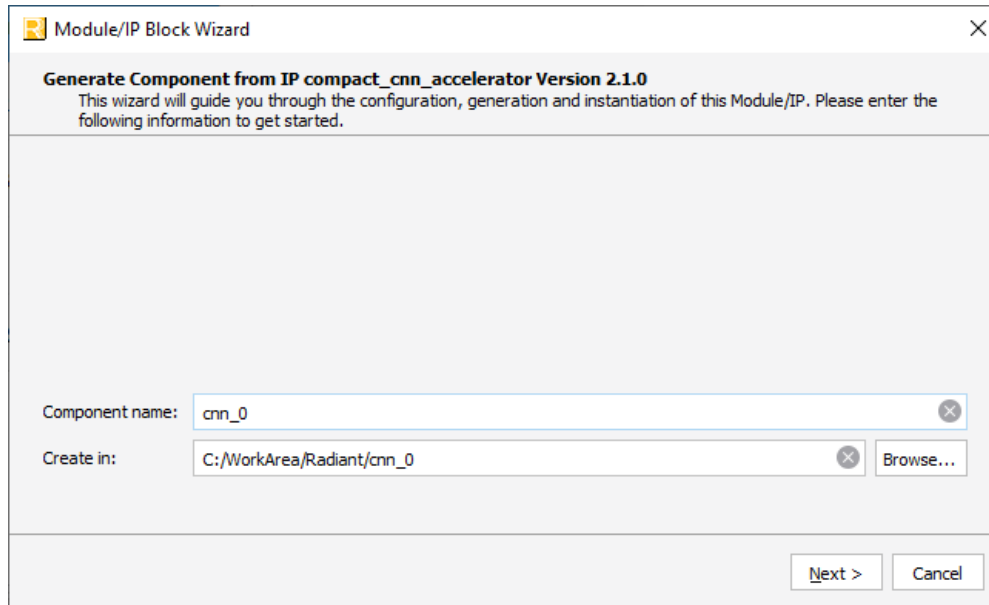 Module/IP Block Wizard
Generate Component from IP compact_cnn_accelerator Version 2.1.0
This wizard will guide you through the configuration, generation and instantiation of this Module/IP. Please enter the
following information to get started.
Component name: cnn_0
Create in: C:/WorkArea/Radiant/cnn_0 Browse...
Next > Cancel